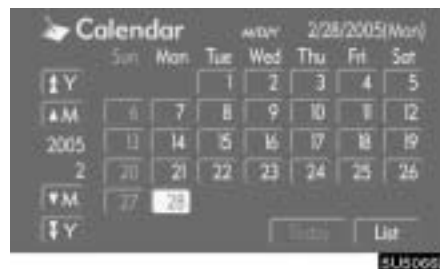 Calendar M/D/Y 2/28/2005(Mon)
Sun Mon Tue Wed Thu Fri Sat
Y 1 2 3 4 5
M 6 7 8 9 10 11 12
2005 13 14 15 16 17 18 19
2 20 21 22 23 24 25 26
M 27 28
Y Today List
5U5066